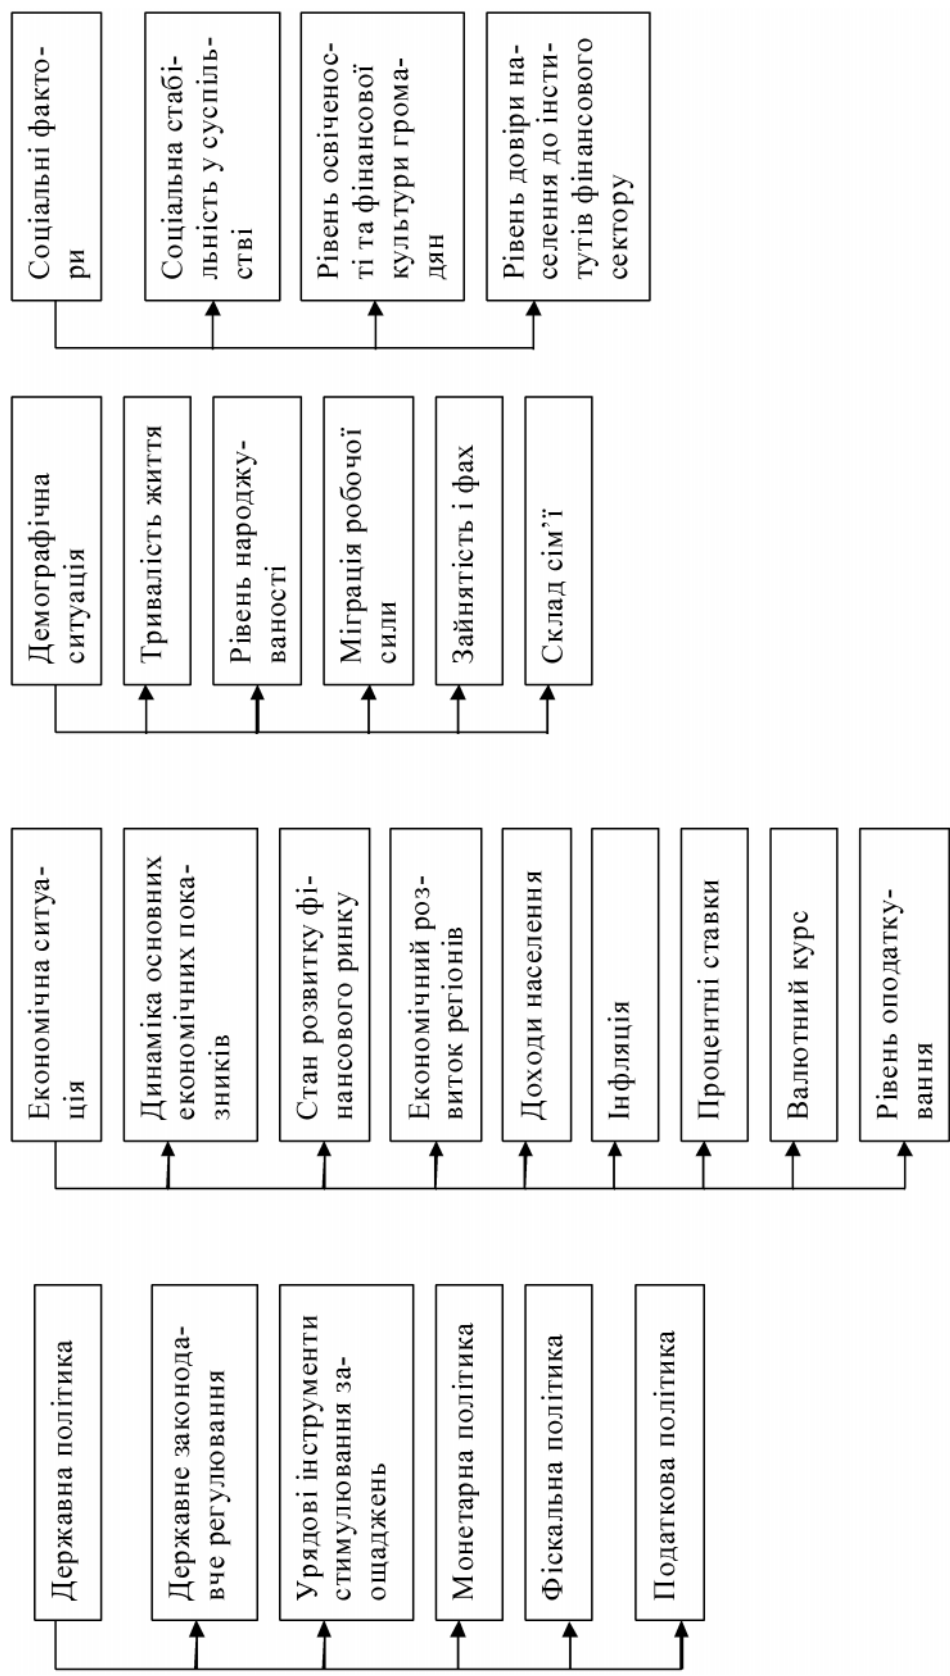 Державна політика
Державне законода-
вче регулювання
Урядові інструменти
стимулювання за-
ощаджень
Монетарна політика
Фіскальна політика
Податкова політика
Економічна ситуа-
ція
Динаміка основних
економічних пока-
зників
Стан розвитку фі-
нансового ринку
Економічний роз-
виток регіонів
Доходи населення
Інфляція
Процентні ставки
Валютний курс
Рівень оподатку-
вання
Демографічна
ситуація
Тривалість життя
Рівень народжу-
ваності
Міграція робочої
сили
Зайнятість і фах
Склад сім’ї
Соціальні факто-
ри
Соціальна стабі-
льність у суспіль-
стві
Рівень освіченос-
ті та фінансової
культури грома-
дян
Рівень довіри на-
селення до інсти-
тутів фінансового
сектору